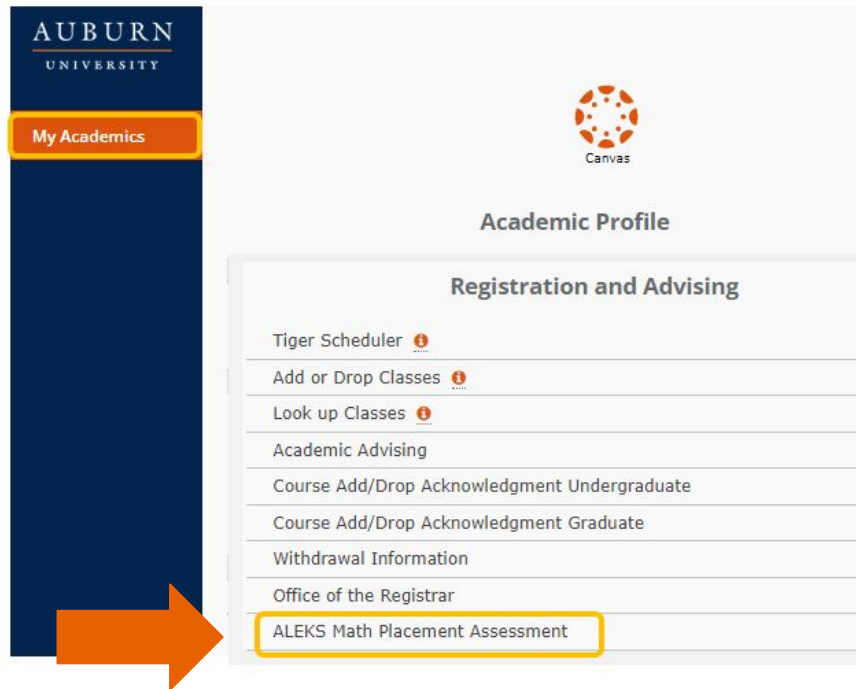 AUBURN
UNIVERSITY
My Academics
Canvas
Academic Profile
Registration and Advising
Tiger Scheduler
Add or Drop Classes
Look up Classes
Academic Advising
Course Add/Drop Acknowledgment Undergraduate
Course Add/Drop Acknowledgment Graduate
Withdrawal Information
Office of the Registrar
ALEKS Math Placement Assessment